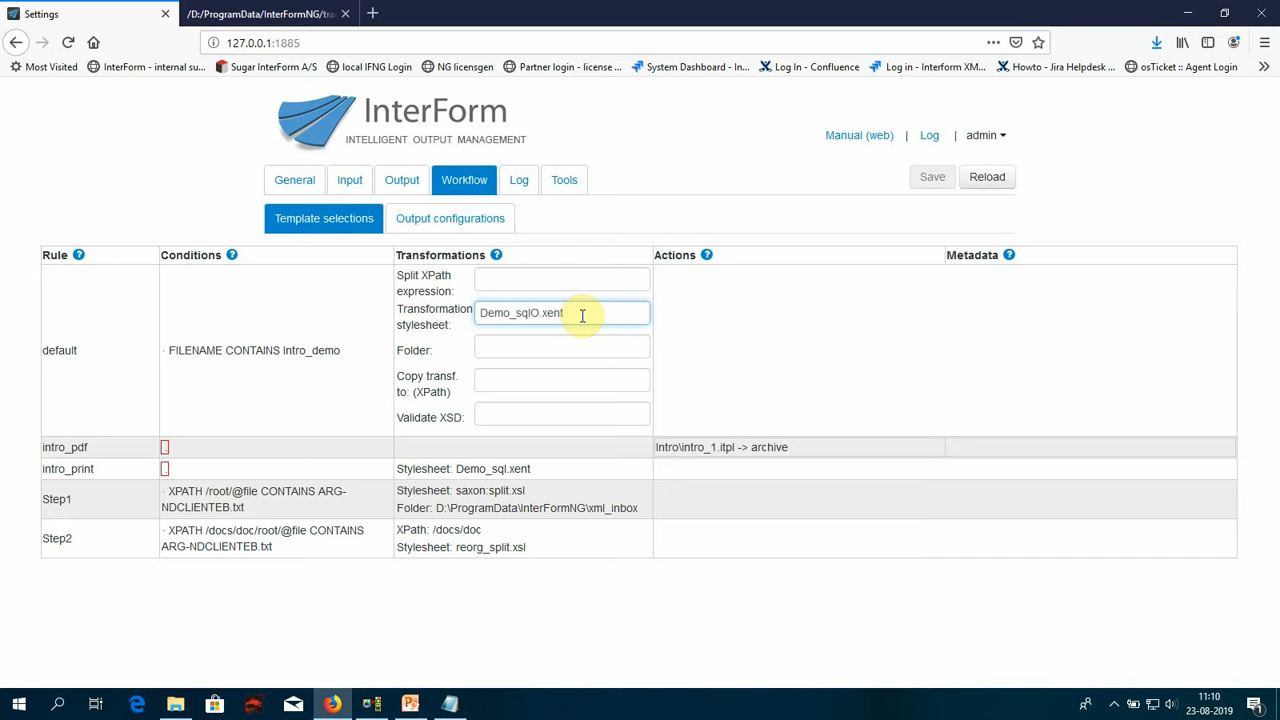 Settings
/D:/ProgramData/InterFormNG/tra
127.0.0.1:1885
Most Visited
InterForm - internal su...
Sugar InterForm A/S
local IFNG Login
NG licensgen
Partner login - license ...
System Dashboard - In...
Log In - Confluence
Log in - Interform XM...
Howto - Jira Helpdesk ...
osTicket :: Agent Login
InterForm
INTELLIGENT OUTPUT MANAGEMENT
Manual (web) | Log | admin
General Input Output Workflow Log Tools Save Reload
Template selections Output configurations
Rule ? Conditions ? Transformations ? Actions ? Metadata ?
default
· FILENAME CONTAINS Intro_demo
Split XPath
expression:
Transformation
stylesheet:
Demo_sqlO.xent
Folder:
Copy transf.
to: (XPath)
Validate XSD:
intro_pdf . Intro\intro_1.itpl -> archive
intro_print . Stylesheet: Demo_sql.xent
Step1
· XPATH /root/@file CONTAINS ARG-
NDCLIENTEB.txt
Stylesheet: saxon:split.xsl
Folder: D:\ProgramData\InterFormNG\xml_inbox
Step2
· XPATH /docs/doc/root/@file CONTAINS
ARG-NDCLIENTEB.txt
XPath: /docs/doc
Stylesheet: reorg_split.xsl
11:10
23-08-2019
1